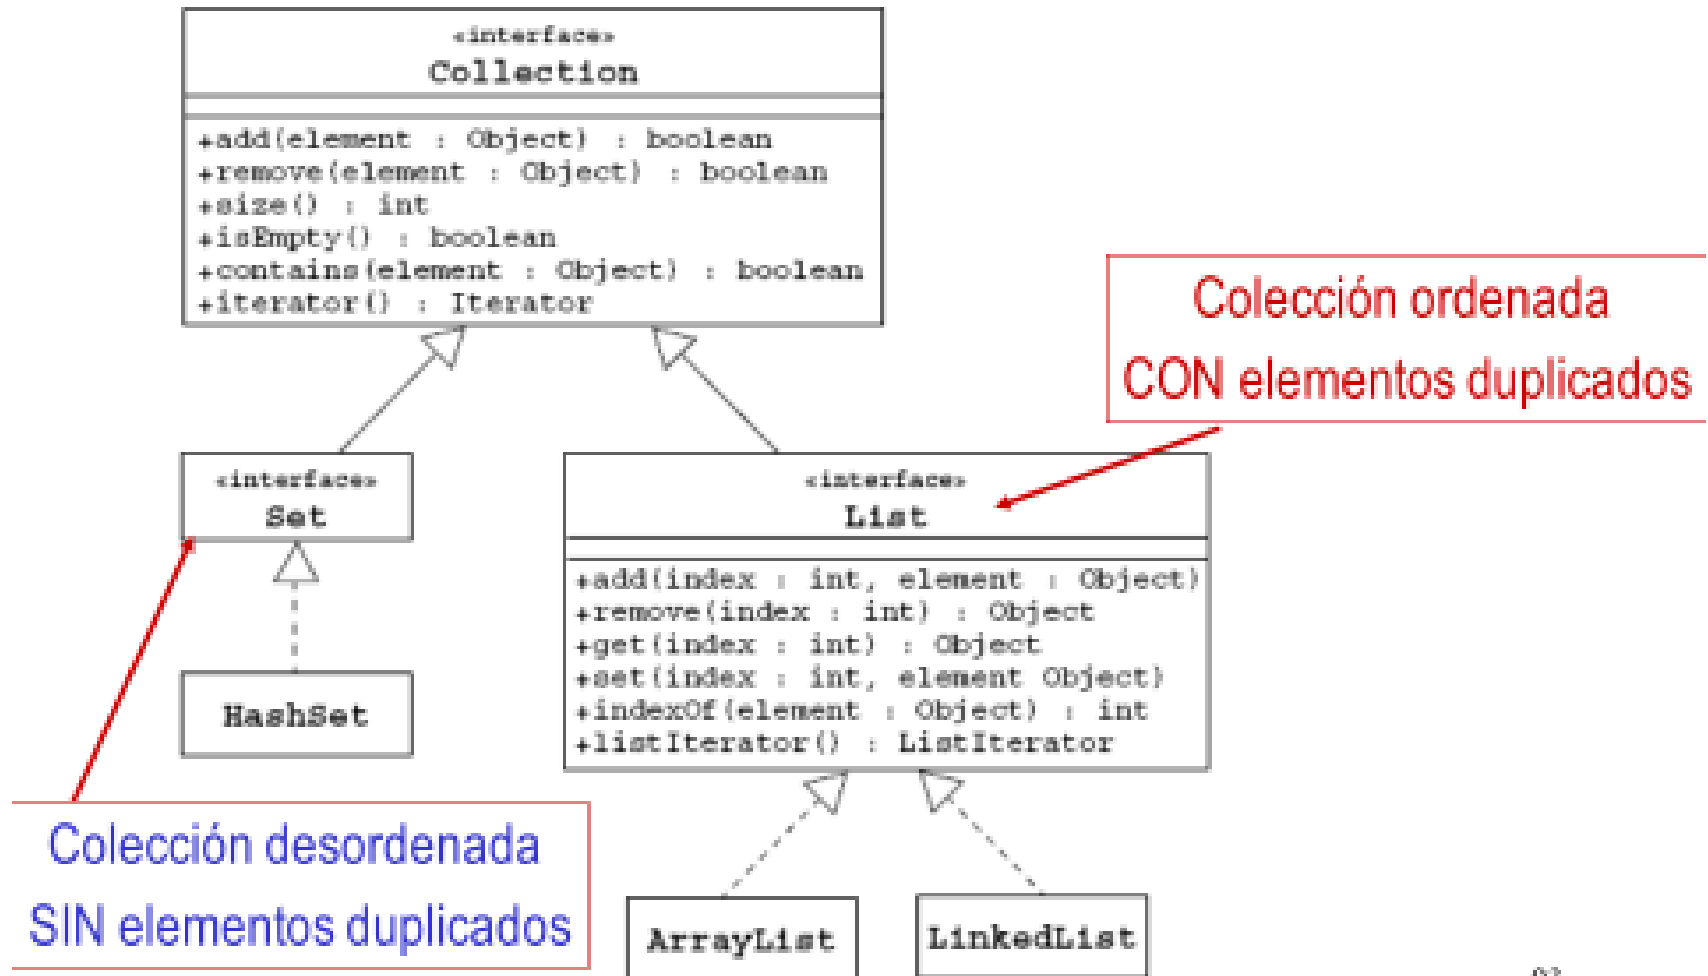 «interface»
Collection
+add(element : Object) : boolean
+remove(element : Object) : boolean
+size() : int
+isEmpty() : boolean
+contains(element : Object) : boolean
+iterator() : Iterator
Colección ordenada
CON elementos duplicados
«interface»
Set
«interface»
List
+add(index : int, element : Object)
+remove(index : int) : Object
+get(index : int) : Object
+set(index : int, element Object)
+indexOf(element : Object) : int
+listIterator() : ListIterator
HashSet
Colección desordenada
SIN elementos duplicados
ArrayList
LinkedList